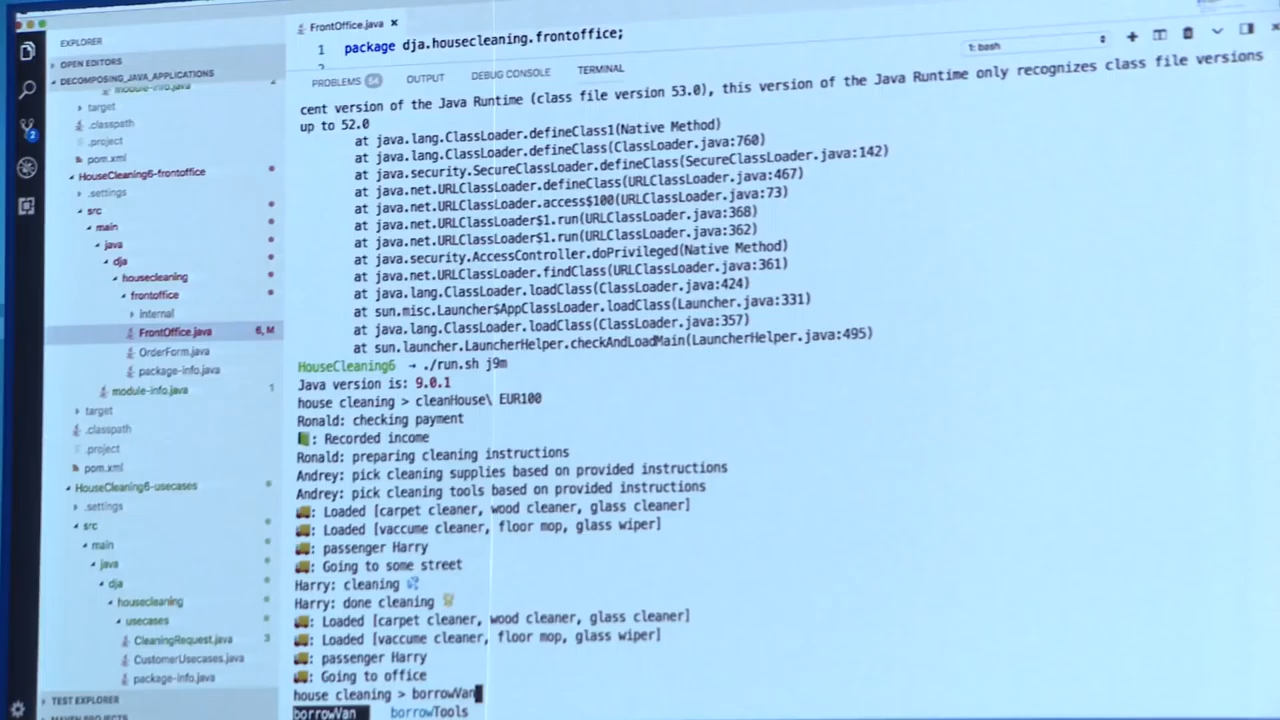 EXPLORER
OPEN EDITORS
DECOMPOSING_JAVA_APPLICATIONS
module-info.java
target
.classpath
.project
pom.xml
HouseCleaning6-frontoffice
.settings
src
main
java
dja
housecleaning
frontoffice
internal
FrontOffice.java 6, M
OrderForm.java
package-info.java
module-info.java 1
target
.classpath
.project
pom.xml
HouseCleaning6-usecases
.settings
src
main
java
dja
housecleaning
usecases
CleaningRequest.java 3
CustomerUsecases.java
package-info.java
TEST EXPLORER
MAVEN PROJECTS
2
FrontOffice.java ×
1 package dja.housecleaning.frontoffice;
PROBLEMS 64 OUTPUT DEBUG CONSOLE TERMINAL 1: bash
cent version of the Java Runtime (class file version 53.0), this version of the Java Runtime only recognizes class file versions
up to 52.0
at java.lang.ClassLoader.defineClass1(Native Method)
at java.lang.ClassLoader.defineClass(ClassLoader.java:760)
at java.security.SecureClassLoader.defineClass(SecureClassLoader.java:142)
at java.net.URLClassLoader.defineClass(URLClassLoader.java:467)
at java.net.URLClassLoader.access$100(URLClassLoader.java:73)
at java.net.URLClassLoader$1.run(URLClassLoader.java:368)
at java.net.URLClassLoader$1.run(URLClassLoader.java:362)
at java.security.AccessController.doPrivileged(Native Method)
at java.net.URLClassLoader.findClass(URLClassLoader.java:361)
at java.lang.ClassLoader.loadClass(ClassLoader.java:424)
at sun.misc.Launcher$AppClassLoader.loadClass(Launcher.java:331)
at java.lang.ClassLoader.loadClass(ClassLoader.java:357)
at sun.launcher.LauncherHelper.checkAndLoadMain(LauncherHelper.java:495)
HouseCleaning6 → ./run.sh j9m
Java version is: 9.0.1
house cleaning > cleanHouse\ EUR100
Ronald: checking payment
📗: Recorded income
Ronald: preparing cleaning instructions
Andrey: pick cleaning supplies based on provided instructions
Andrey: pick cleaning tools based on provided instructions
🚚: Loaded [carpet cleaner, wood cleaner, glass cleaner]
🚚: Loaded [vaccume cleaner, floor mop, glass wiper]
🚚: passenger Harry
🚚: Going to some street
Harry: cleaning 💦
Harry: done cleaning
🚚: Loaded [carpet cleaner, wood cleaner, glass cleaner]
🚚: Loaded [vaccume cleaner, floor mop, glass wiper]
🚚: passenger Harry
🚚: Going to office
house cleaning > borrowVan
borrowVan borrowTools